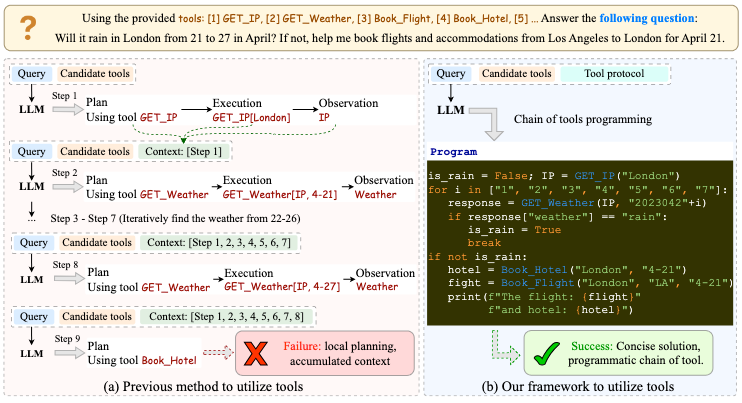 ?
Using the provided tools: [1] GET_IP, [2] GET_Weather, [3] Book_Flight, [4] Book_Hotel, [5] ... Answer the following question:
Will it rain in London from 21 to 27 in April? If not, help me book flights and accommodations from Los Angeles to London for April 21.
Query Candidate tools
LLM
Step 1
Plan Execution Observation
Using tool GET_IP GET_IP[London] IP
Query Candidate tools Context: [Step 1]
LLM
Step 2
Plan Execution Observation
Using tool GET_Weather GET_Weather[IP, 4-21] Weather
... Step 3 - Step 7 (Iteratively find the weather from 22-26)
Query Candidate tools Context: [Step 1, 2, 3, 4, 5, 6, 7]
LLM
Step 8
Plan Execution Observation
Using tool GET_Weather GET_Weather[IP, 4-27] Weather
Query Candidate tools Context: [Step 1, 2, 3, 4, 5, 6, 7, 8]
LLM
Step 9
Plan
Using tool Book_Hotel
Failure: local planning,
accumulated context
(a) Previous method to utilize tools
Query Candidate tools Tool protocol
LLM
Chain of tools programming
Program
is_rain = False; IP = GET_IP("London")
for i in ["1", "2", "3", "4", "5", "6", "7"]:
response = GET_Weather(IP, "2023042"+i)
if response["weather"] == "rain":
is_rain = True
break
if not is_rain:
hotel = Book_Hotel("London", "4-21")
fight = Book_Flight("London", "LA", "4-21")
print(f"The flight: {flight}"
f"and hotel: {hotel}")
Success: Concise solution,
programmatic chain of tool.
(b) Our framework to utilize tools